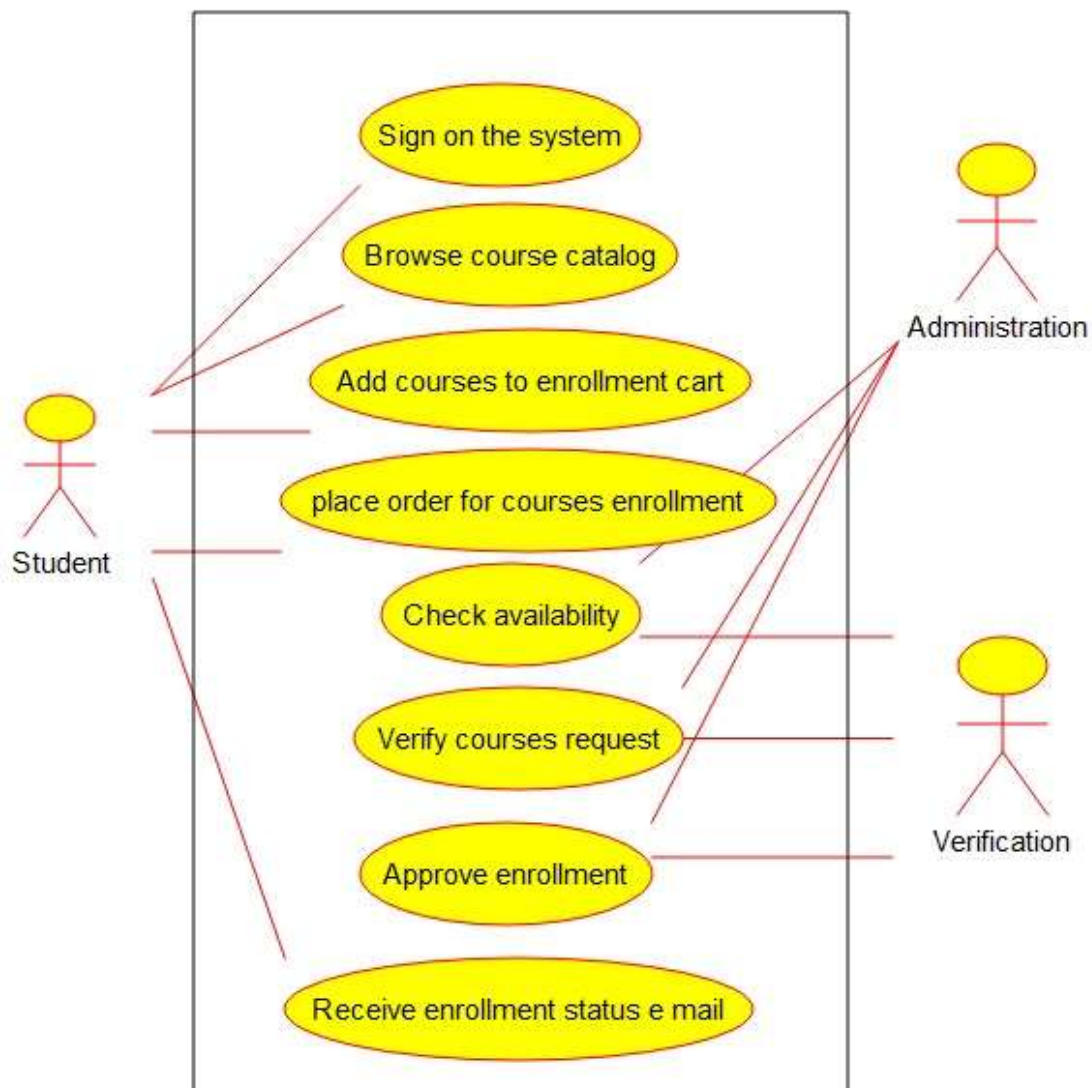 Sign on the system
Browse course catalog
Administration
Add courses to enrollment cart
place order for courses enrollment
Student
Check availability
Verify courses request
Verification
Approve enrollment
Receive enrollment status e mail